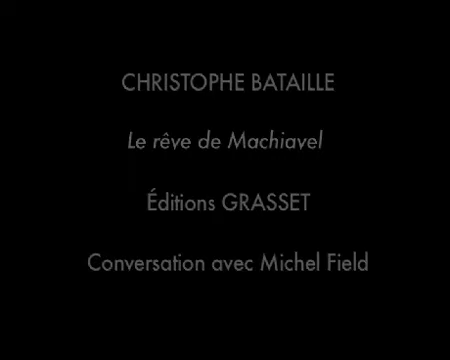 CHRISTOPHE BATAILLE
Le rêve de Machiavel
Éditions GRASSET
Conversation avec Michel Field